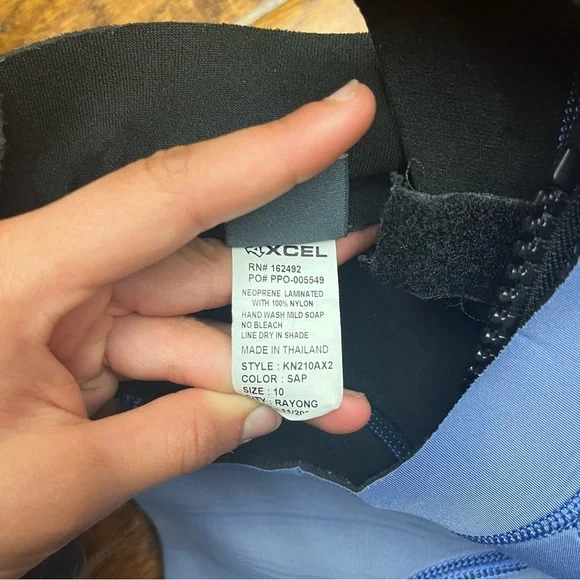 XCEL
RN# 162492
PO# PPO-005549
NEOPRENE LAMINATED
WITH 100% NYLON
HAND WASH MILD SOAP
NO BLEACH
LINE DRY IN SHADE
MADE IN THAILAND
STYLE : KN210AX2
COLOR : SAP
SIZE : 10
RAYONG